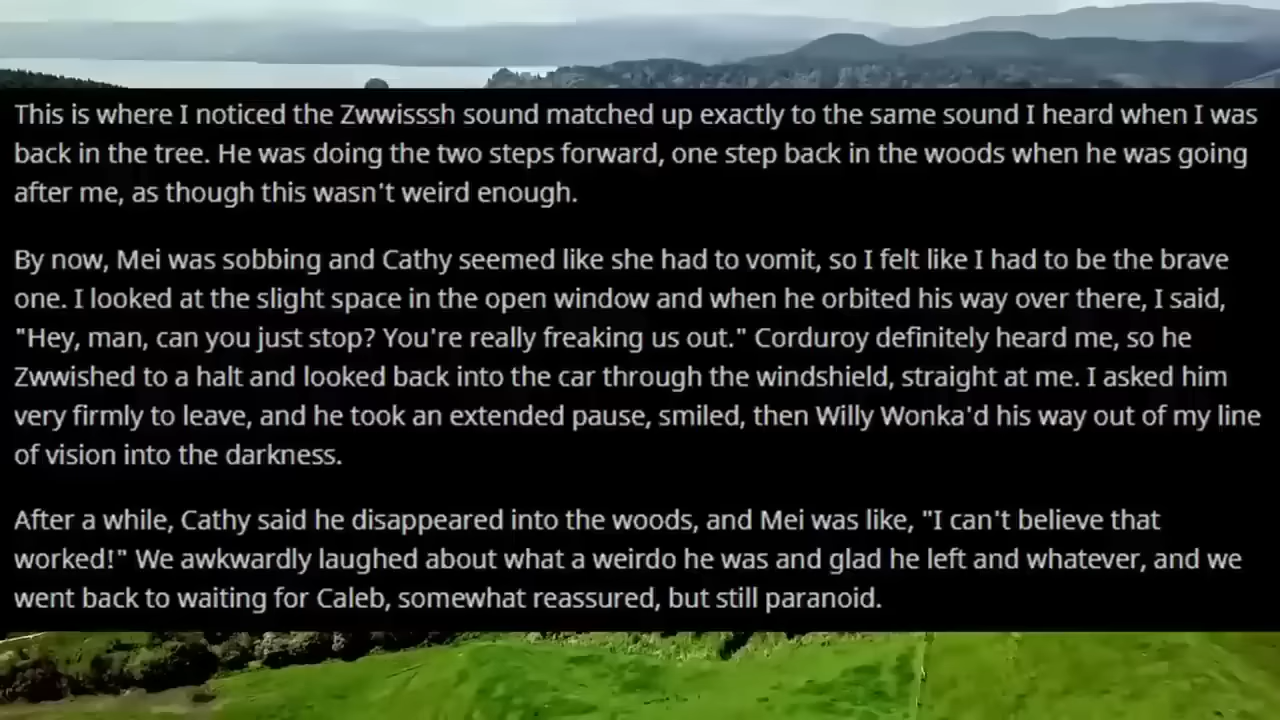 This is where I noticed the Zwwisssh sound matched up exactly to the same sound I heard when I was
back in the tree. He was doing the two steps forward, one step back in the woods when he was going
after me, as though this wasn't weird enough.
By now, Mei was sobbing and Cathy seemed like she had to vomit, so I felt like I had to be the brave
one. I looked at the slight space in the open window and when he orbited his way over there, I said,
"Hey, man, can you just stop? You're really freaking us out." Corduroy definitely heard me, so he
Zwwished to a halt and looked back into the car through the windshield, straight at me. I asked him
very firmly to leave, and he took an extended pause, smiled, then Willy Wonka'd his way out of my line
of vision into the darkness.
After a while, Cathy said he disappeared into the woods, and Mei was like, "I can't believe that
worked!" We awkwardly laughed about what a weirdo he was and glad he left and whatever, and we
went back to waiting for Caleb, somewhat reassured, but still paranoid.